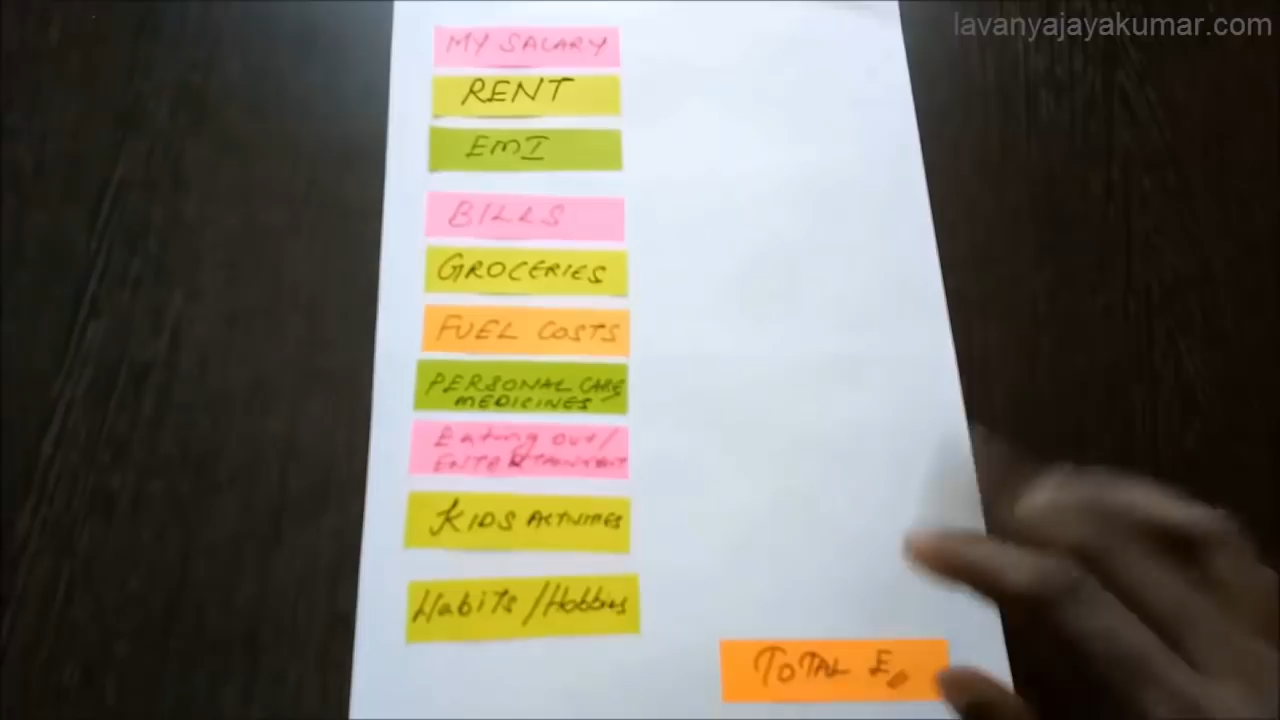 lavanyajayakumar.com
MY SALARY
RENT
EMI
BILLS
GROCERIES
FUEL COSTS
PERSONAL CARE
MEDICINES
Eating out/
ENTERTAINMENT
KIDS ACTIVITIES
Habits/Hobbies
TOTAL E